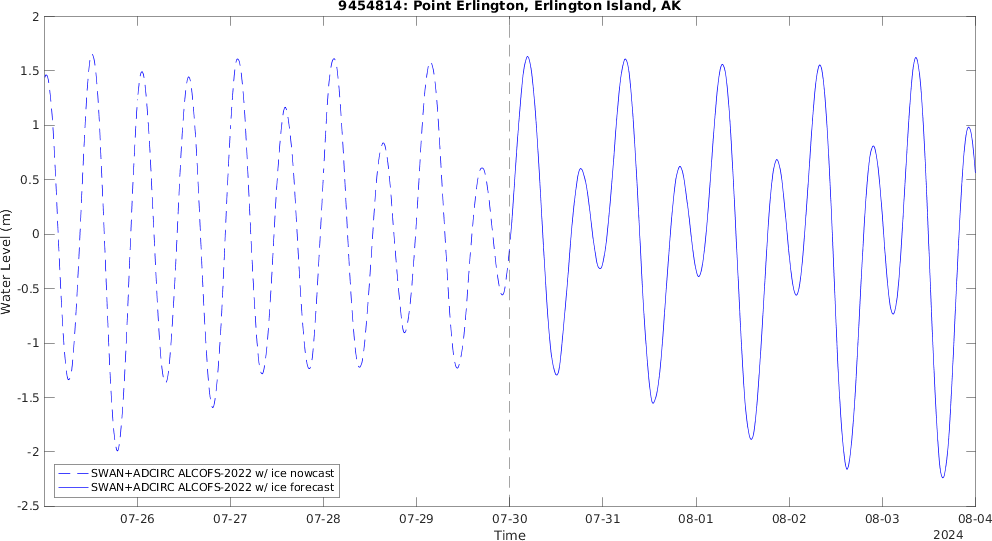 9454814: Point Erlington, Erlington Island, AK
2
1.5
1
0.5
0
-0.5
-1
-1.5
-2
-2.5
Water Level (m)
SWAN+ADCIRC ALCOFS-2022 w/ ice nowcast
SWAN+ADCIRC ALCOFS-2022 w/ ice forecast
07-26 07-27 07-28 07-29 07-30 07-31 08-01 08-02 08-03 08-04
Time
2024